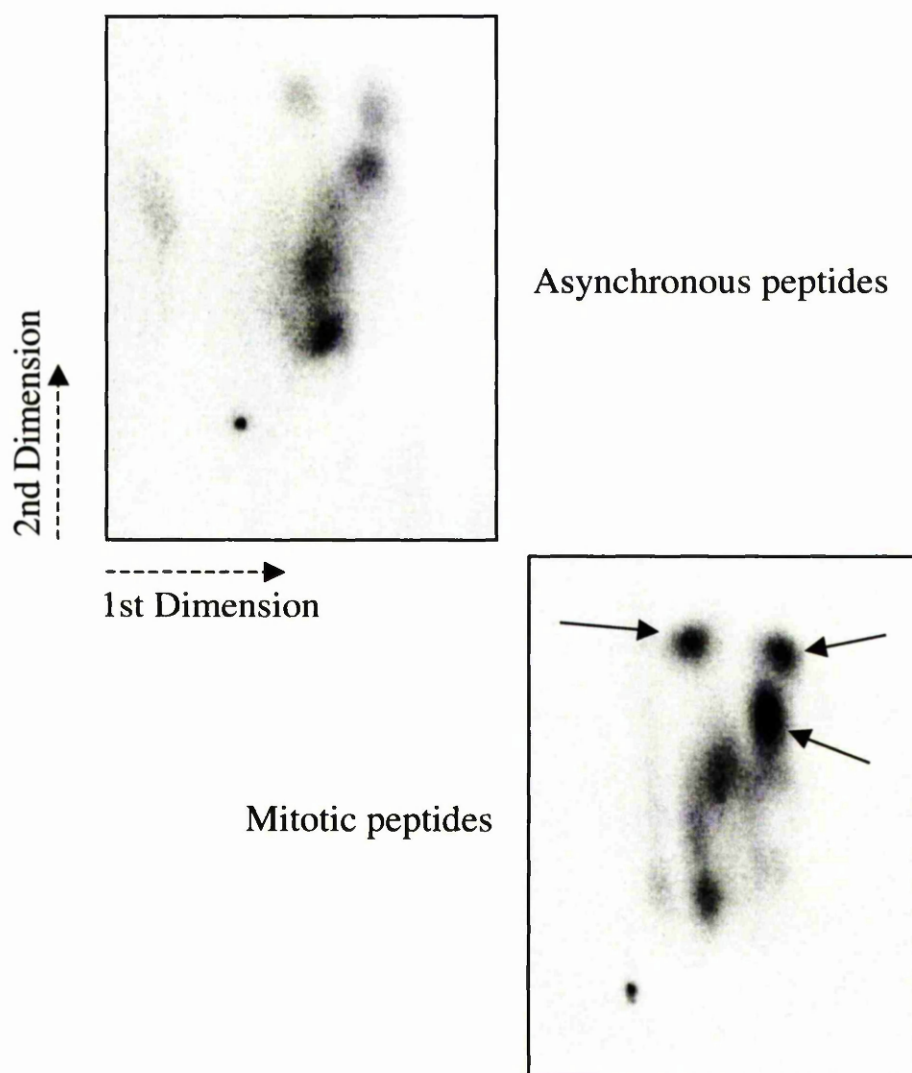 Asynchronous peptides
2nd Dimension
1st Dimension
Mitotic peptides